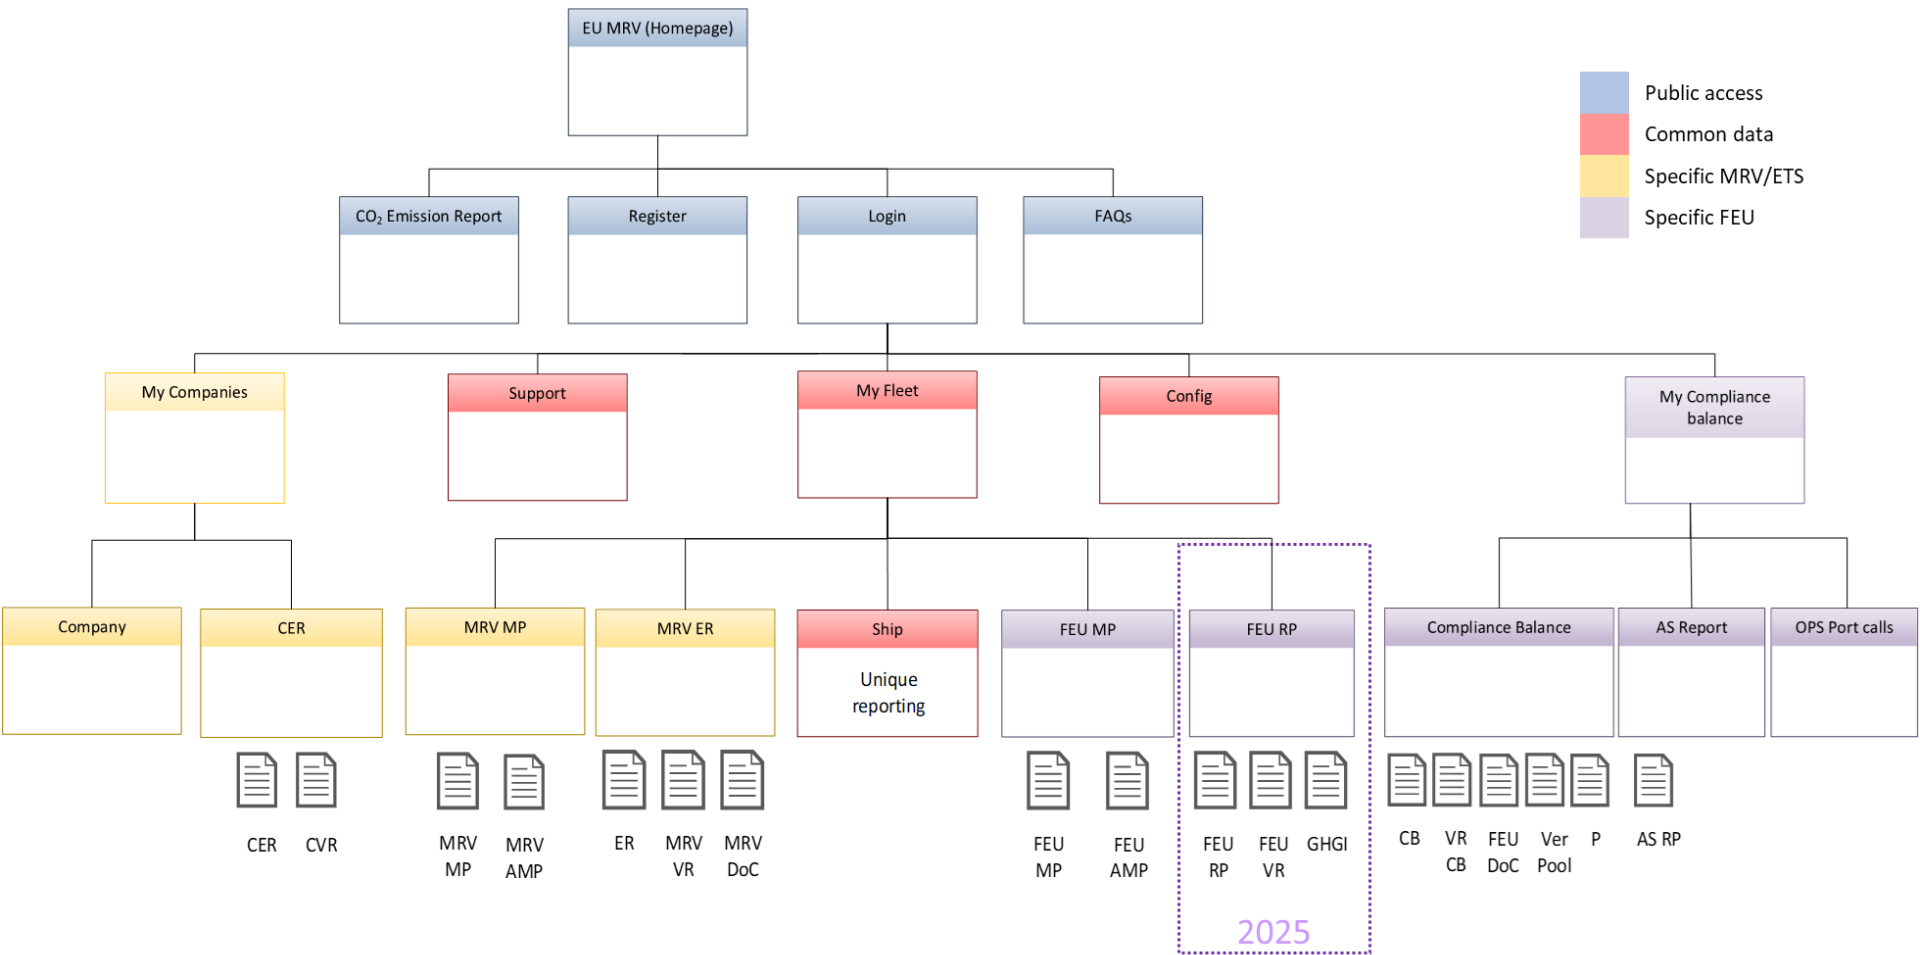 EU MRV (Homepage)
Public access
Common data
Specific MRV/ETS
Specific FEU
CO₂ Emission Report
Register
Login
FAQs
My Companies
Support
My Fleet
Config
My Compliance
balance
Company
CER
MRV MP
MRV ER
Ship
Unique
reporting
FEU MP
FEU RP
Compliance Balance
AS Report
OPS Port calls
CER
CVR
MRV
MP
MRV
AMP
ER
MRV
VR
MRV
DoC
FEU
MP
FEU
AMP
FEU
RP
FEU
VR
GHGI
CB
VR
CB
FEU
DoC
Ver
Pool
P
AS RP
2025